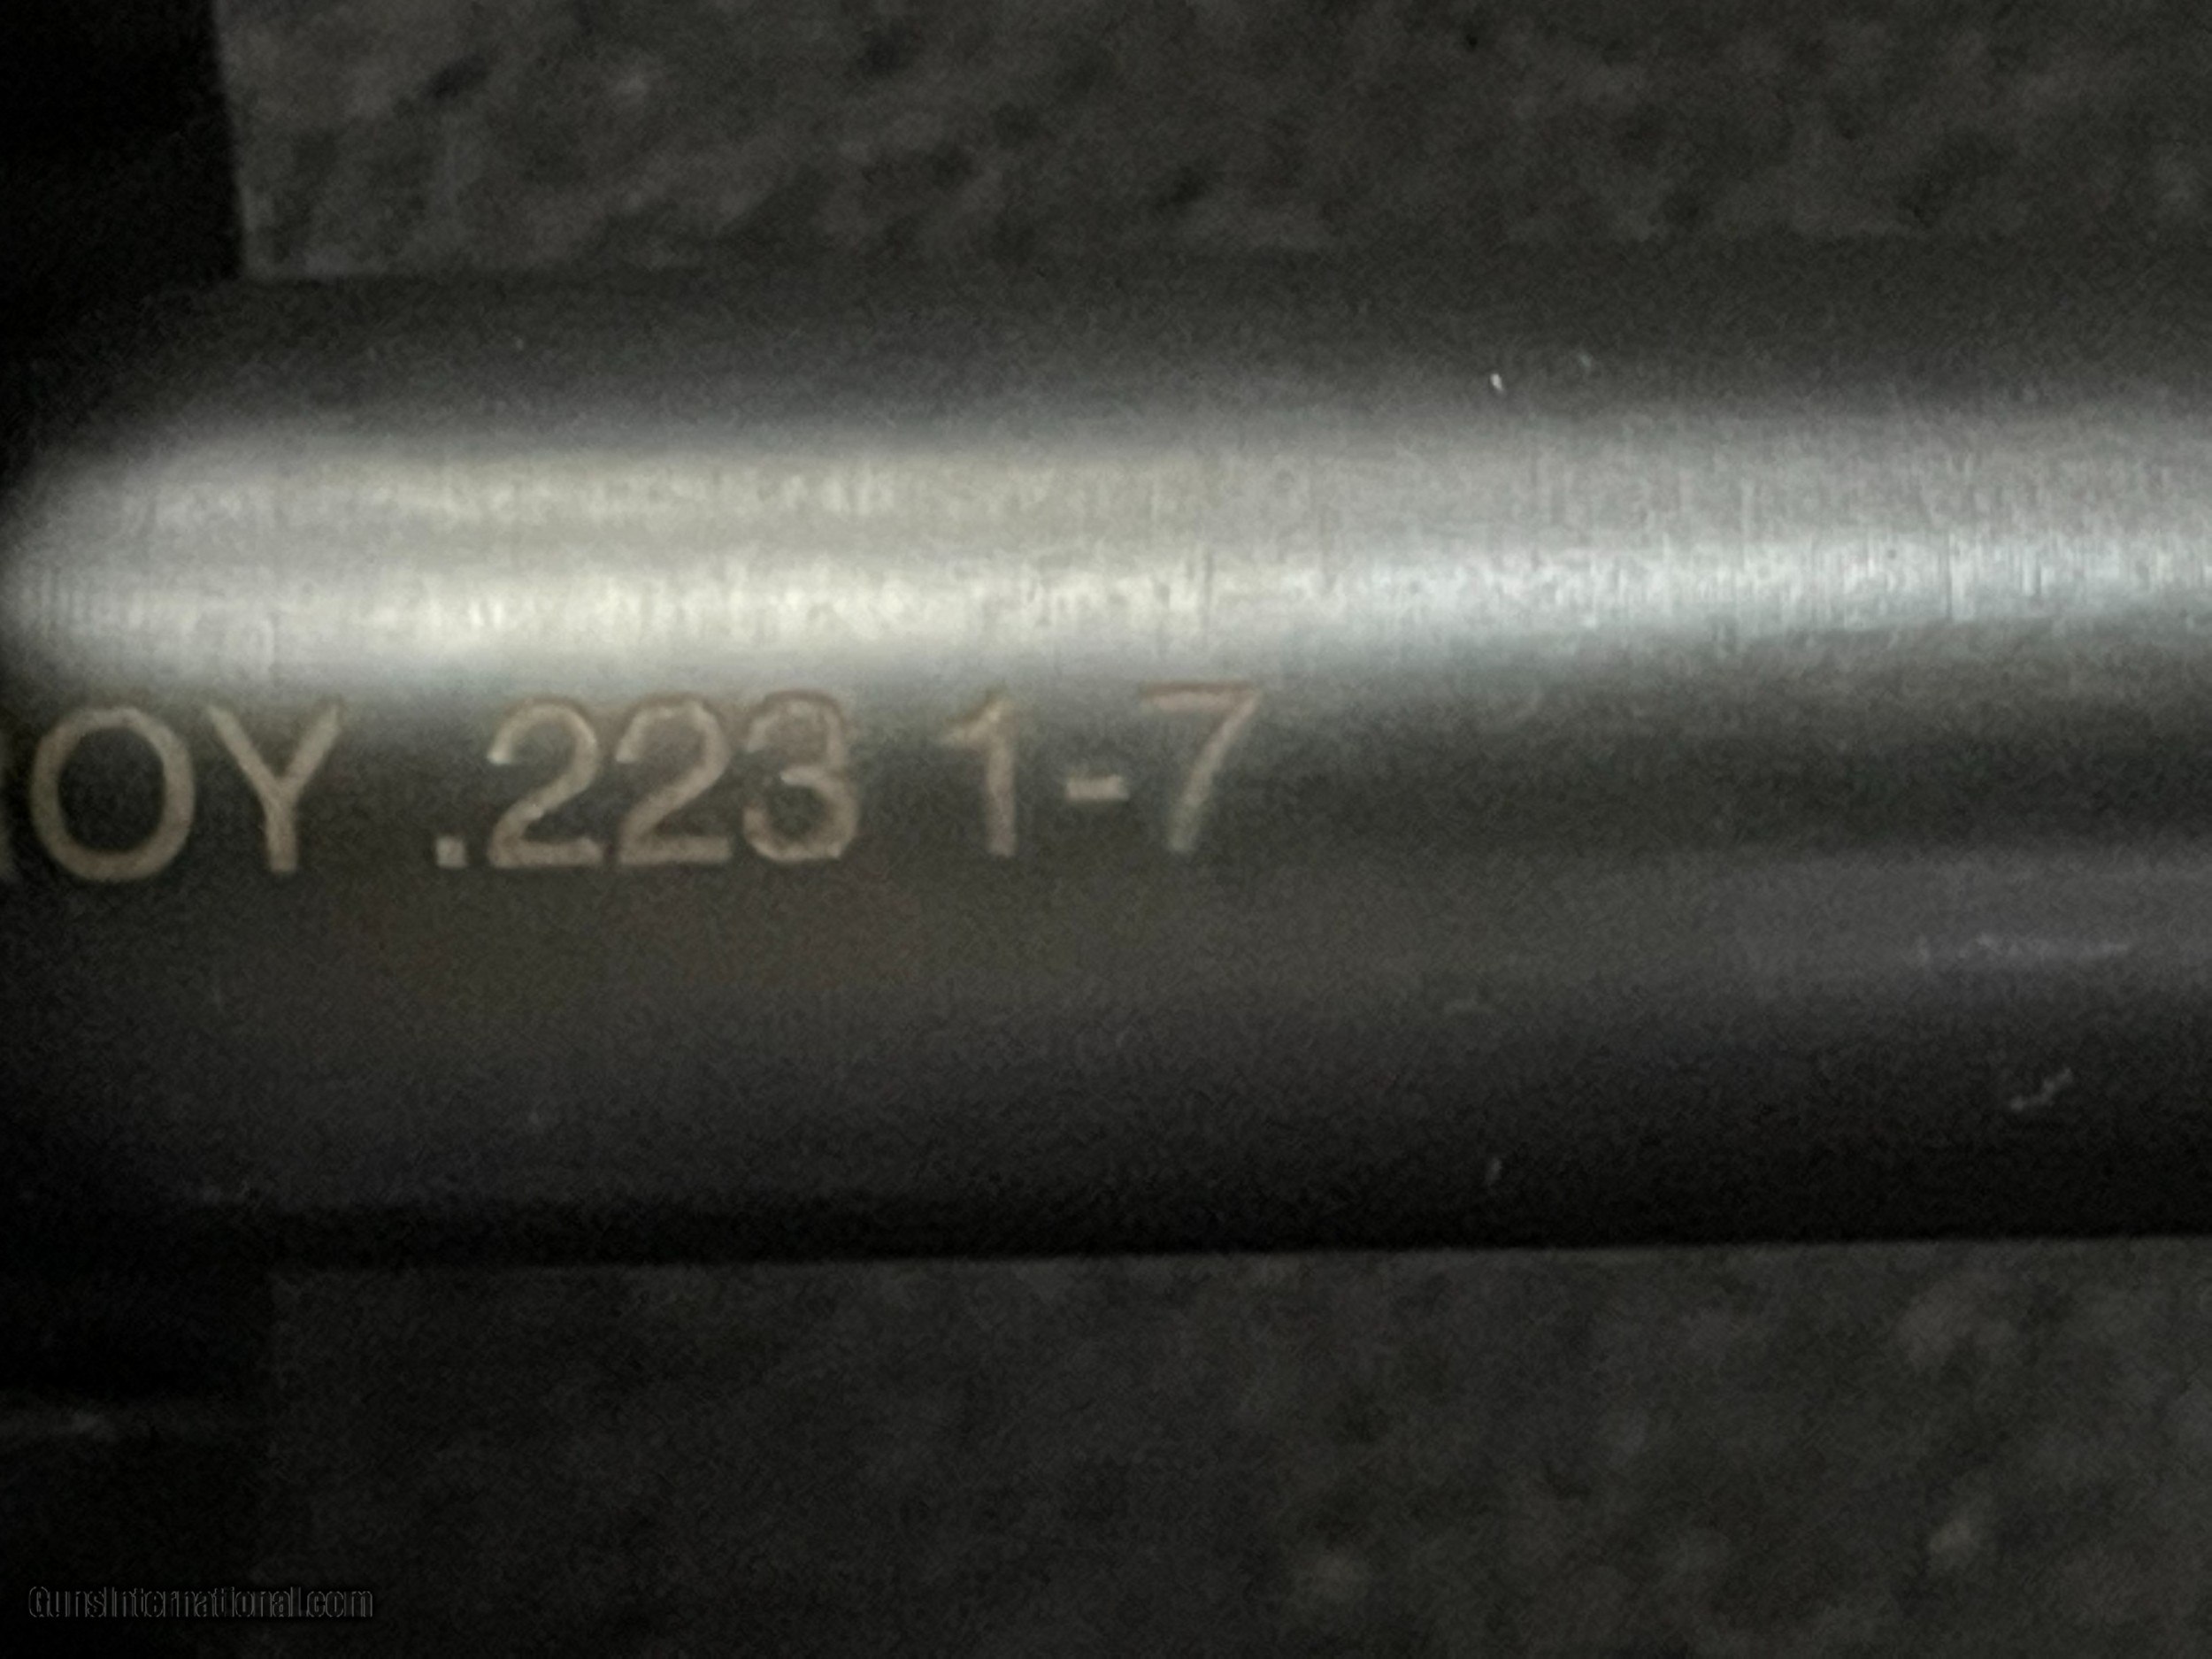 OY .223 1-7
GunsInternational.com